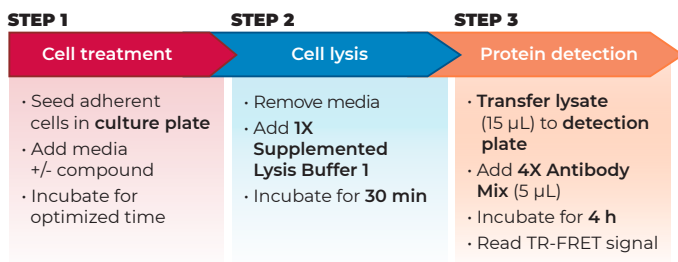 STEP 1
Cell treatment
· Seed adherent
cells in culture plate
· Add media
+/- compound
· Incubate for
optimized time
STEP 2
Cell lysis
· Remove media
· Add 1X
Supplemented
Lysis Buffer 1
· Incubate for 30 min
STEP 3
Protein detection
· Transfer lysate
(15 µL) to detection
plate
· Add 4X Antibody
Mix (5 µL)
· Incubate for 4 h
· Read TR-FRET signal